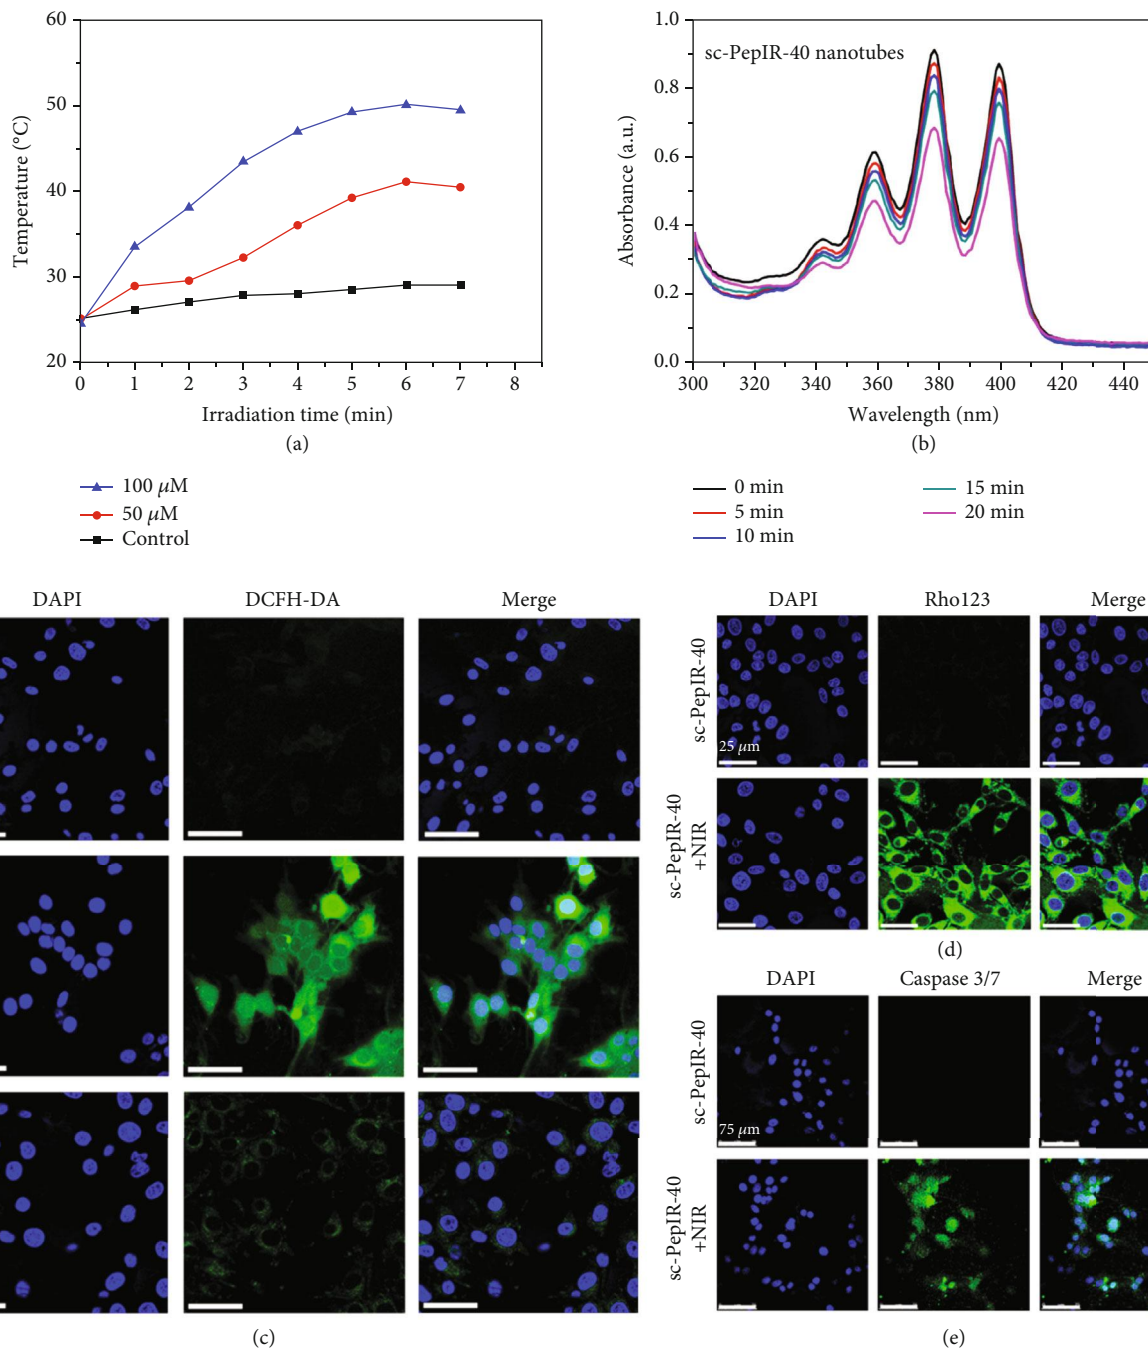 60
50
40
30
20
Temperature (°C)
0 1 2 3 4 5 6 7 8
Irradiation time (min)
(a)
100 μM
50 μM
Control
1.0
0.8
0.6
0.4
0.2
0.0
Absorbance (a.u.)
sc-PepIR-40 nanotubes
300 320 340 360 380 400 420 440
Wavelength (nm)
(b)
0 min
5 min
10 min
15 min
20 min
DAPI DCFH-DA Merge
(c)
DAPI Rho123 Merge
sc-PepIR-40
25 μm
sc-PepIR-40
+NIR
(d)
DAPI Caspase 3/7 Merge
sc-PepIR-40
75 μm
sc-PepIR-40
+NIR
(e)